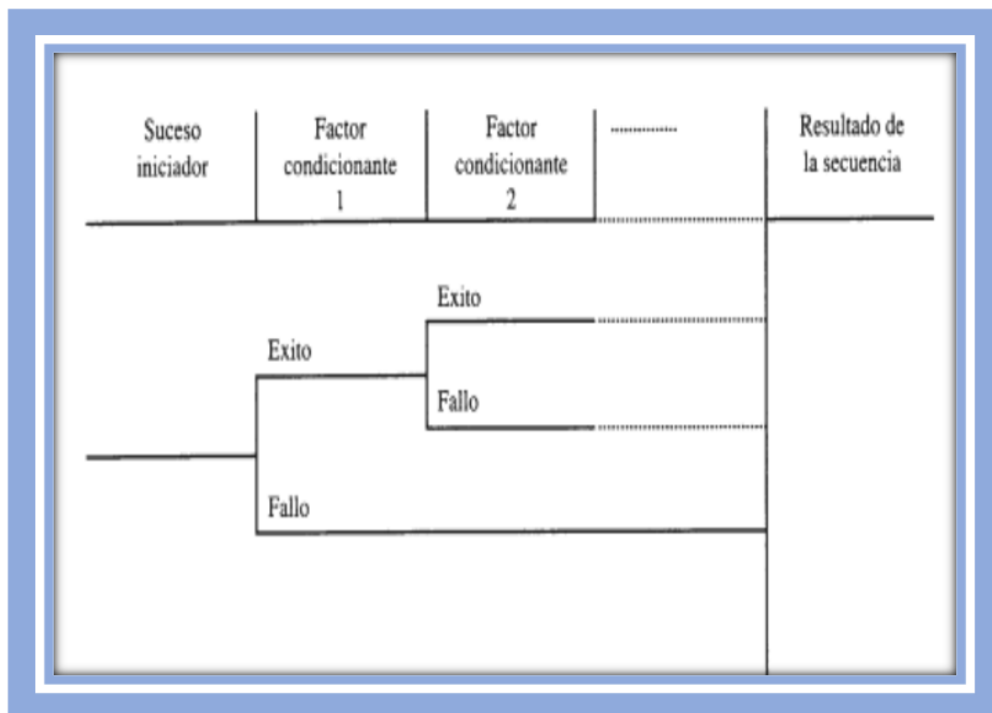 Suceso
iniciador
Factor
condicionante
1
Factor
condicionante
2
Resultado de
la secuencia
Exito
Exito
Fallo
Fallo